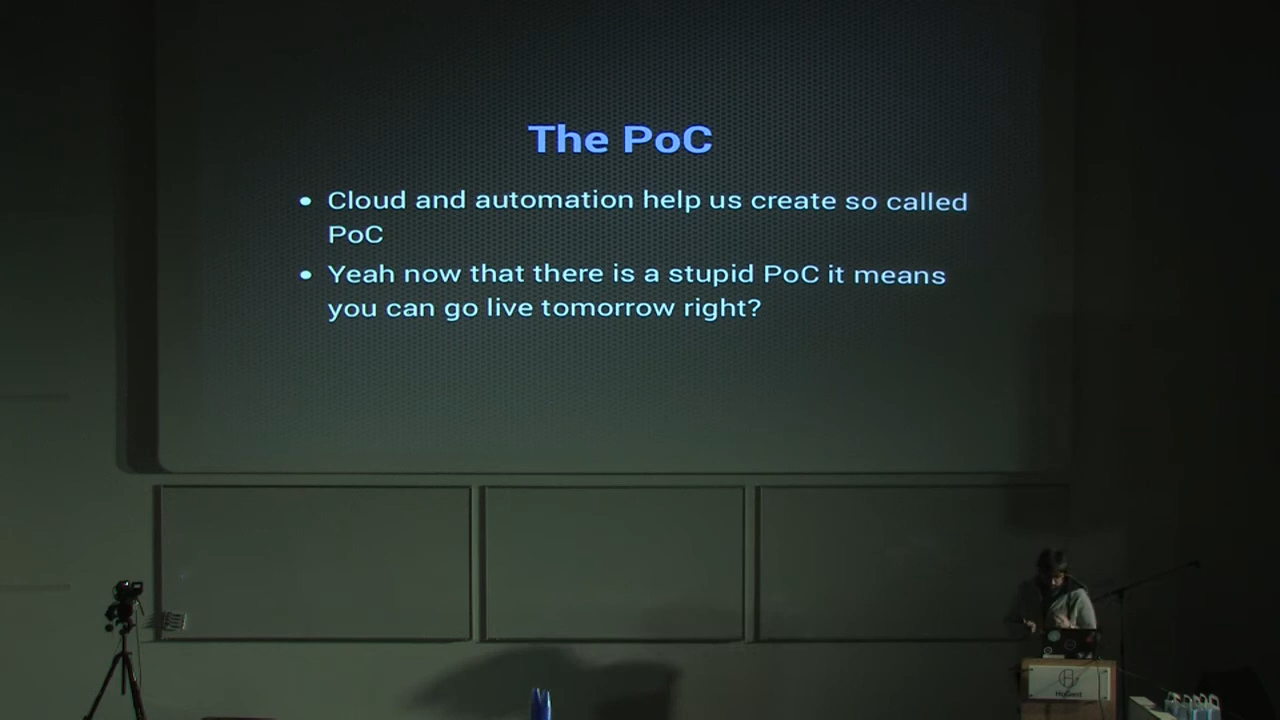 The PoC
• Cloud and automation help us create so called
PoC
• Yeah now that there is a stupid PoC it means
you can go live tomorrow right?
HoGent